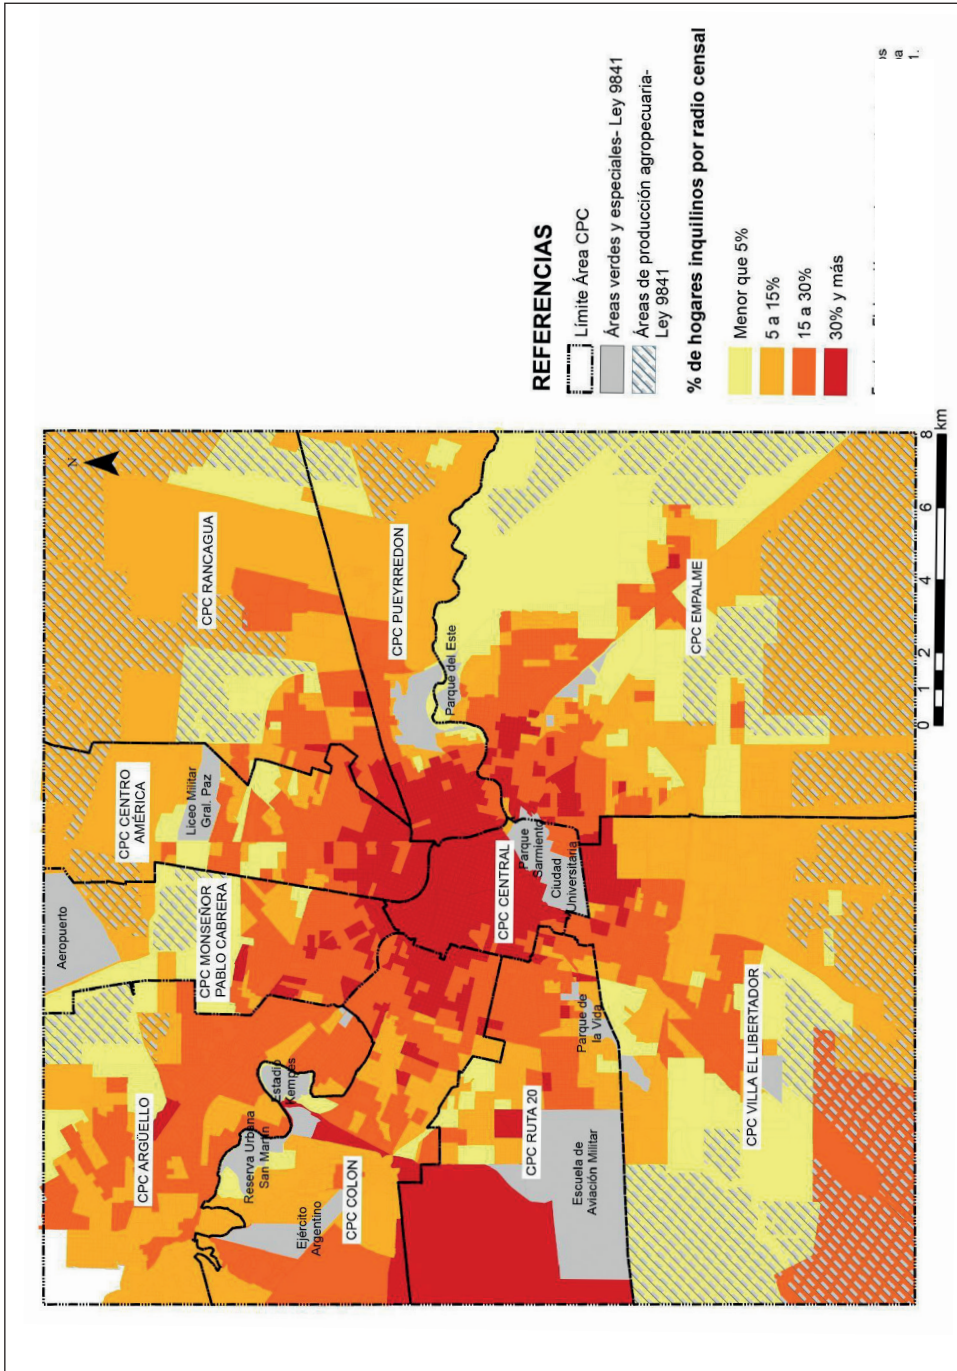 N
CPC RANCAGUA
CPC PUEYRREDON
Parque del Este
CPC EMPALME
CPC CENTRO
AMÉRICA
Liceo Militar
Gral. Paz
CPC CENTRAL
Parque
Sarmiento
Ciudad
Universitaria
Aeropuerto
CPC MONSEÑOR
PABLO CABRERA
Parque de
la Vida
CPC VILLA EL LIBERTADOR
CPC ARGÜELLO
Estadio
Kempes
Reserva Urbana
San Martín
CPC COLON
Ejército
Argentino
CPC RUTA 20
Escuela de
Aviación Militar
REFERENCIAS
Límite Área CPC
Áreas verdes y especiales- Ley 9841
Áreas de producción agropecuaria-
Ley 9841
% de hogares inquilinos por radio censal
Menor que 5%
5 a 15%
15 a 30%
30% y más
0 1 2 4 6 8
km